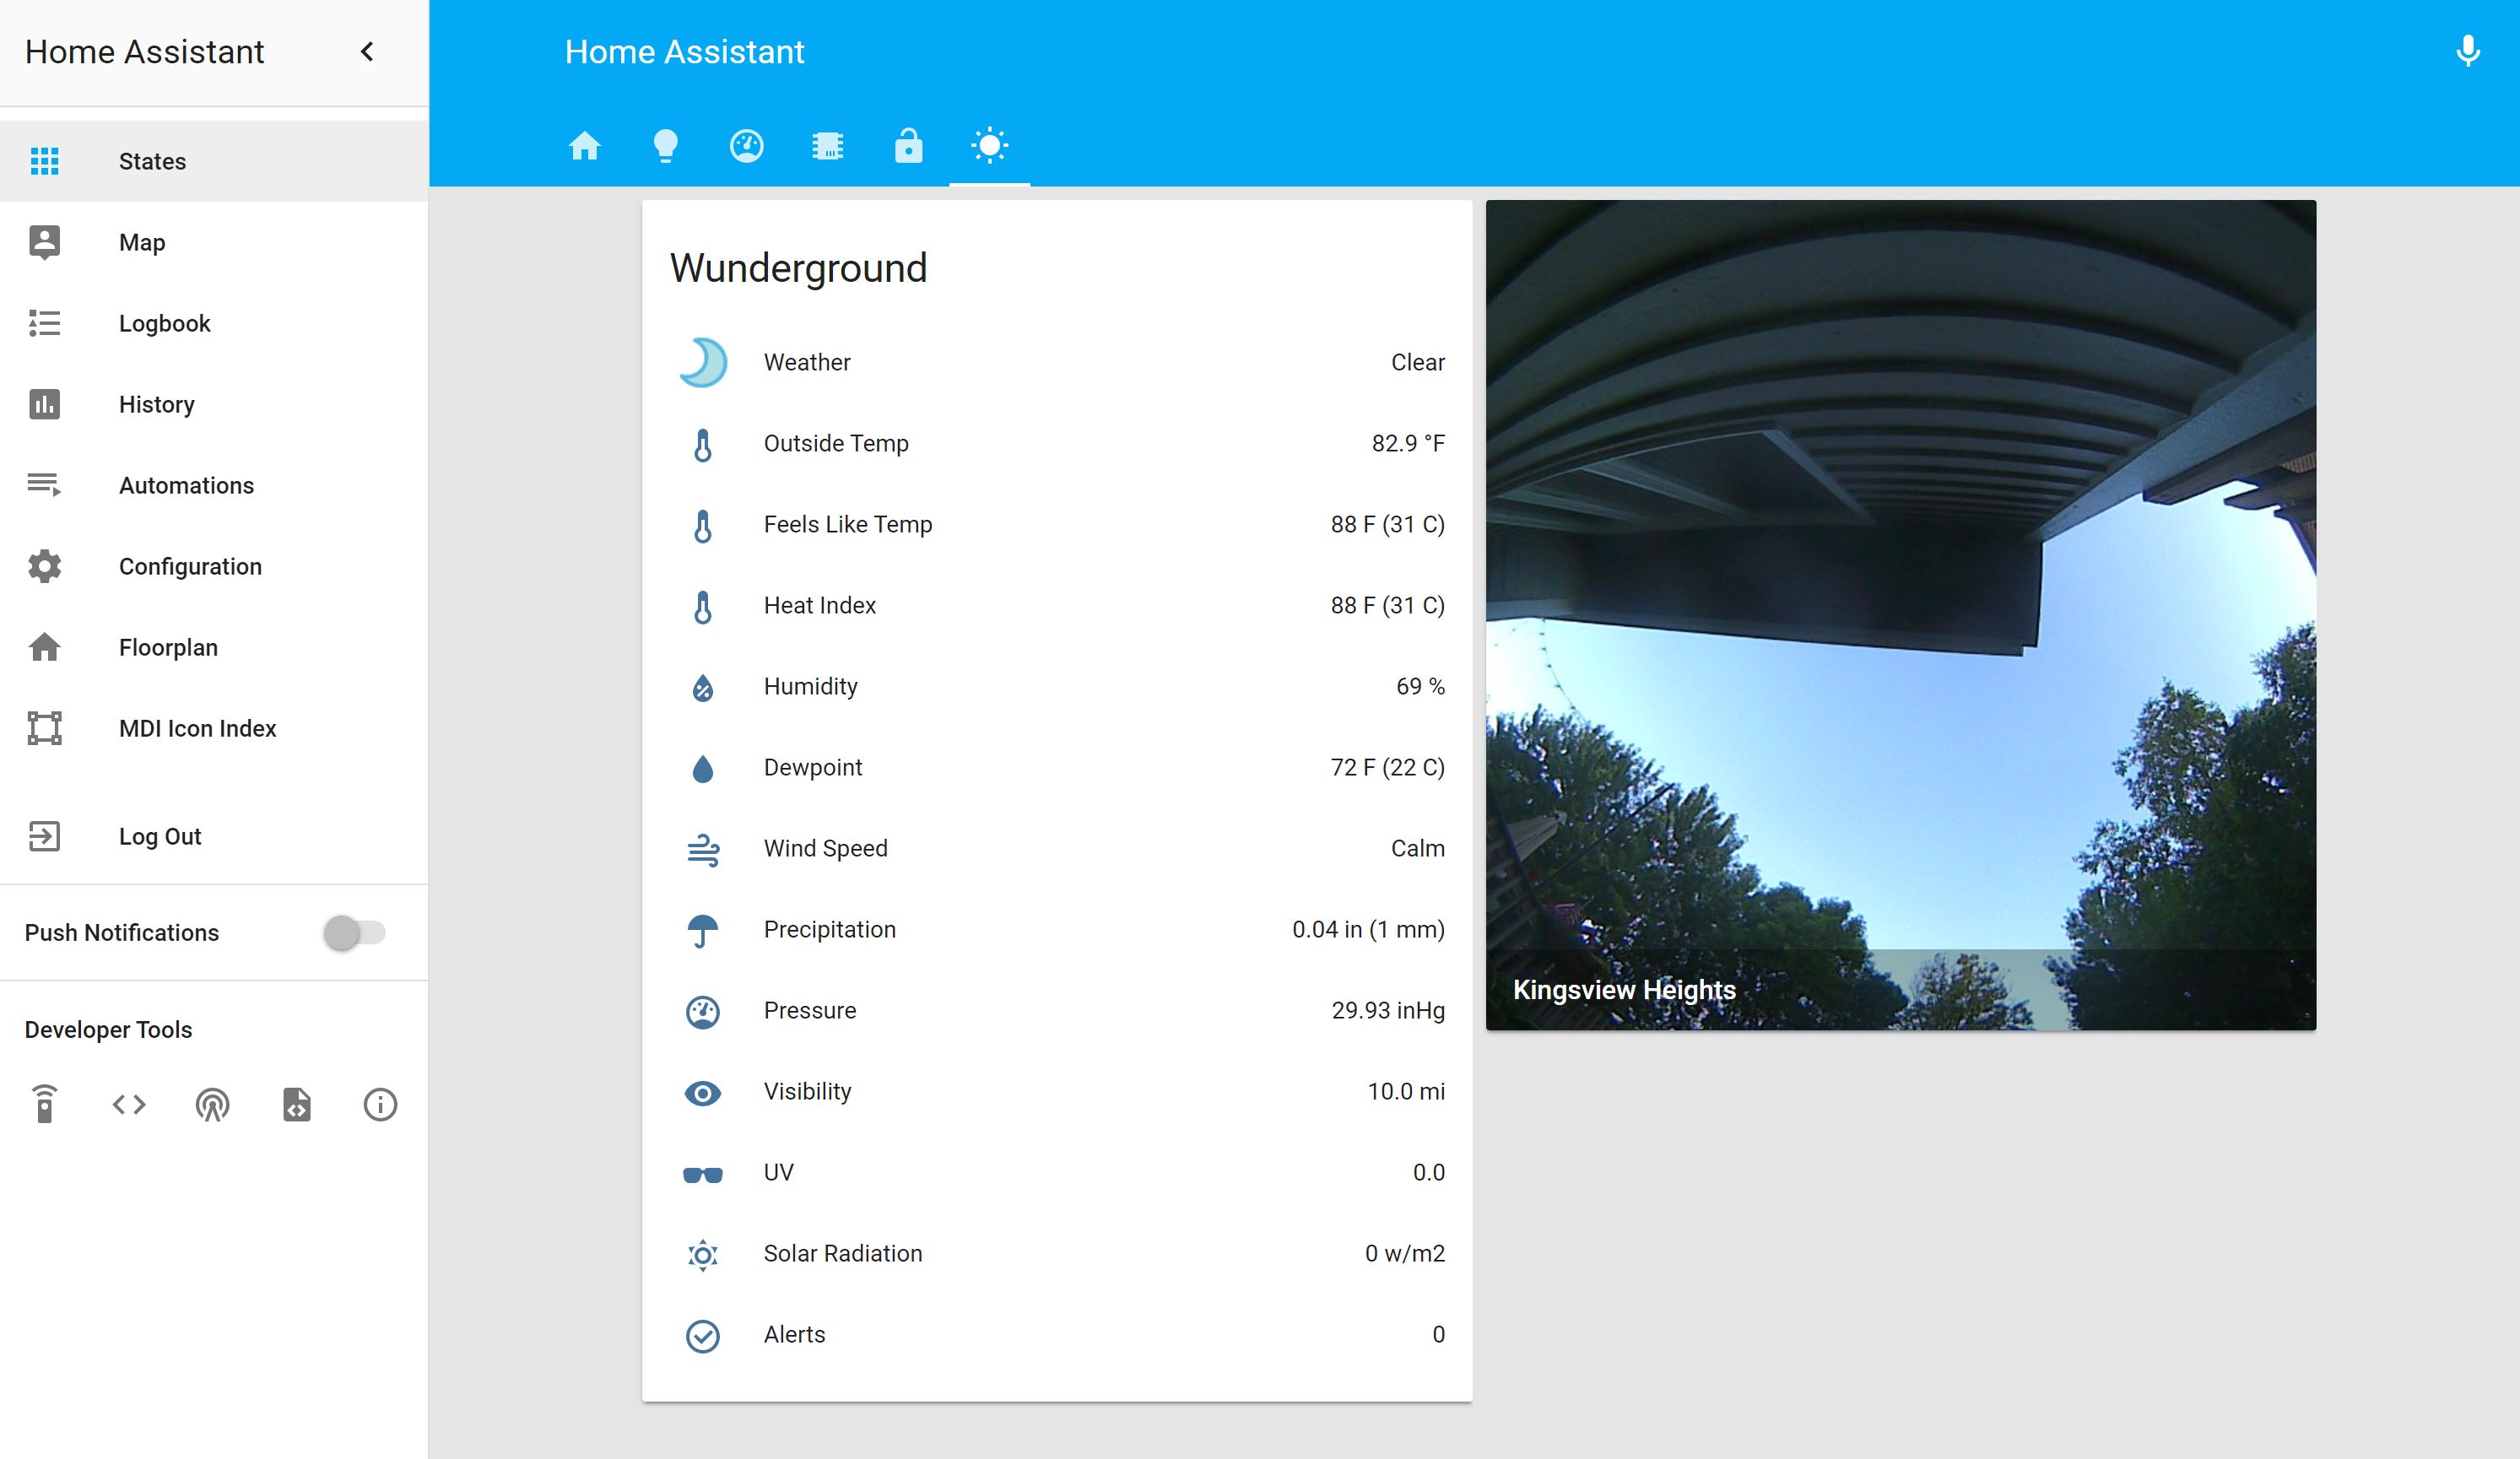 Home Assistant
States
Map
Logbook
History
Automations
Configuration
Floorplan
MDI Icon Index
Log Out
Push Notifications
Developer Tools
Home Assistant
Wunderground
Weather Clear
Outside Temp 82.9 °F
Feels Like Temp 88 F (31 C)
Heat Index 88 F (31 C)
Humidity 69 %
Dewpoint 72 F (22 C)
Wind Speed Calm
Precipitation 0.04 in (1 mm)
Pressure 29.93 inHg
Visibility 10.0 mi
UV 0.0
Solar Radiation 0 w/m2
Alerts 0
Kingsview Heights